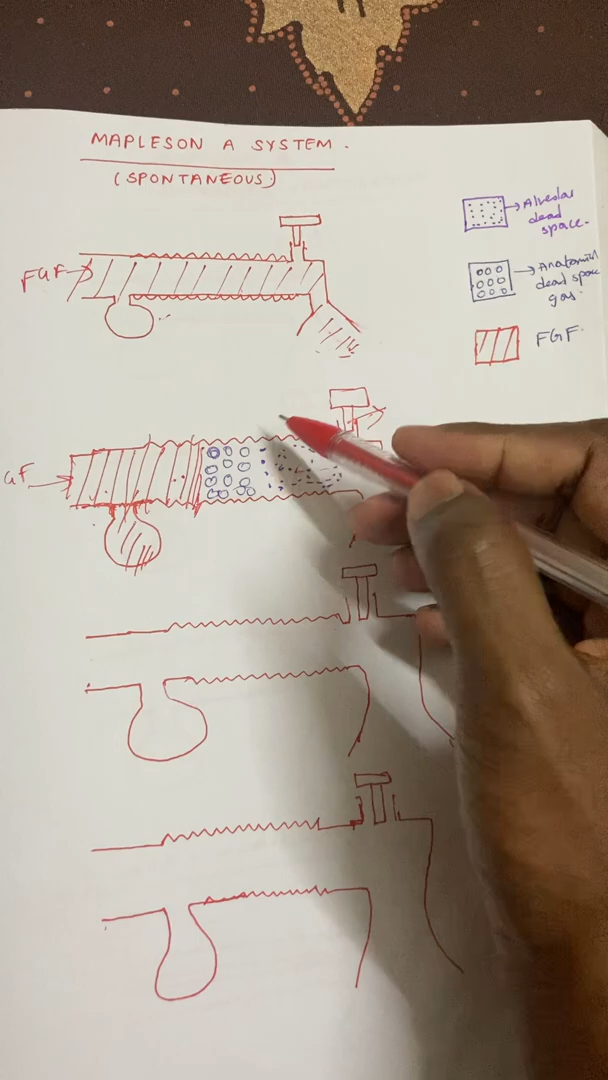 MAPLESON A SYSTEM.
(SPONTANEOUS)
Alveolar
dead
space.
FGF
Anatomical
dead space
gas.
FGF.
GF